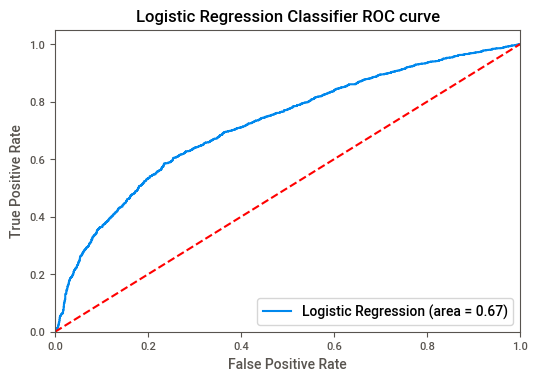 Logistic Regression Classifier ROC curve
True Positive Rate
1.0
0.8
0.6
0.4
0.2
0.0
0.0 0.2 0.4 0.6 0.8 1.0
False Positive Rate
Logistic Regression (area = 0.67)